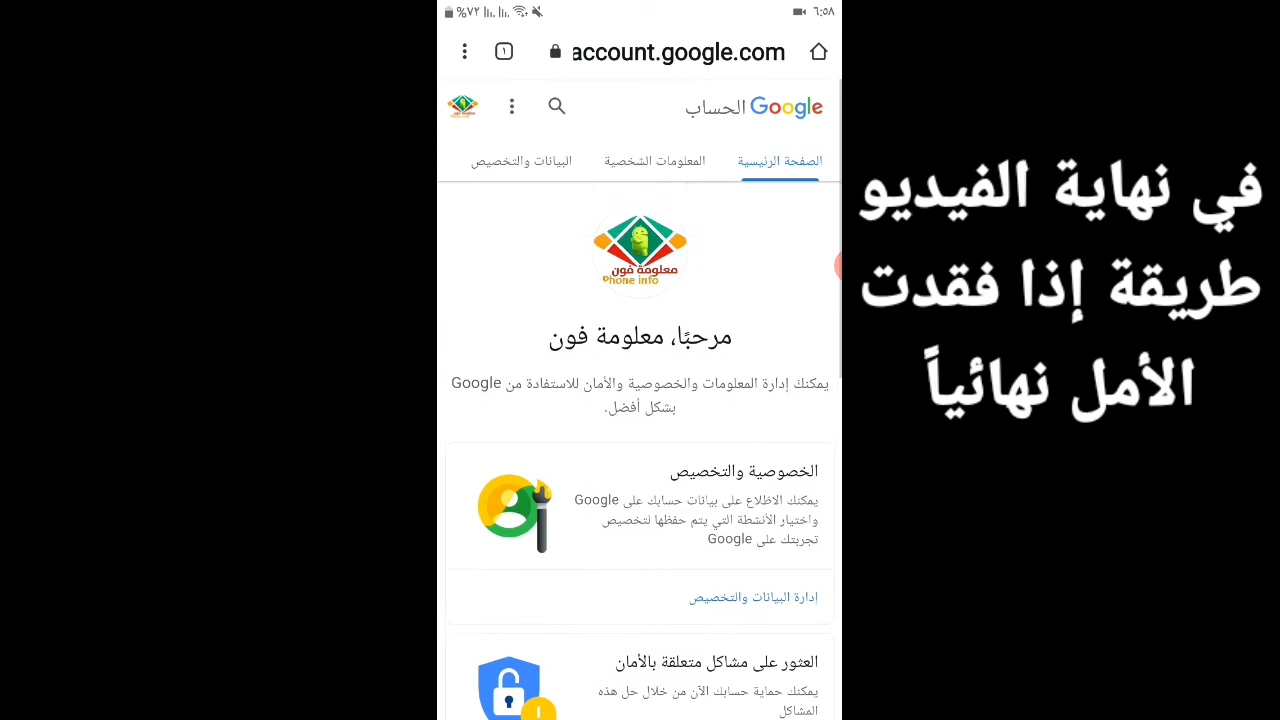 %٧٢ ٦:٥٨
١ account.google.com
Google الحساب
الصفحة الرئيسية المعلومات الشخصية البيانات والتخصيص
معلومة فون
Phone info
مرحبًا، معلومة فون
يمكنك إدارة المعلومات والخصوصية والأمان للاستفادة من Google
بشكل أفضل.
الخصوصية والتخصيص
يمكنك الاطّلاع على بيانات حسابك على Google
واختيار الأنشطة التي يتم حفظها لتخصيص
تجربتك على Google
إدارة البيانات والتخصيص
العثور على مشاكل متعلقة بالأمان
يمكنك حماية حسابك الآن من خلال حل هذه
المشاكل
في نهاية الفيديو
طريقة إذا فقدت
الأمل نهائياً